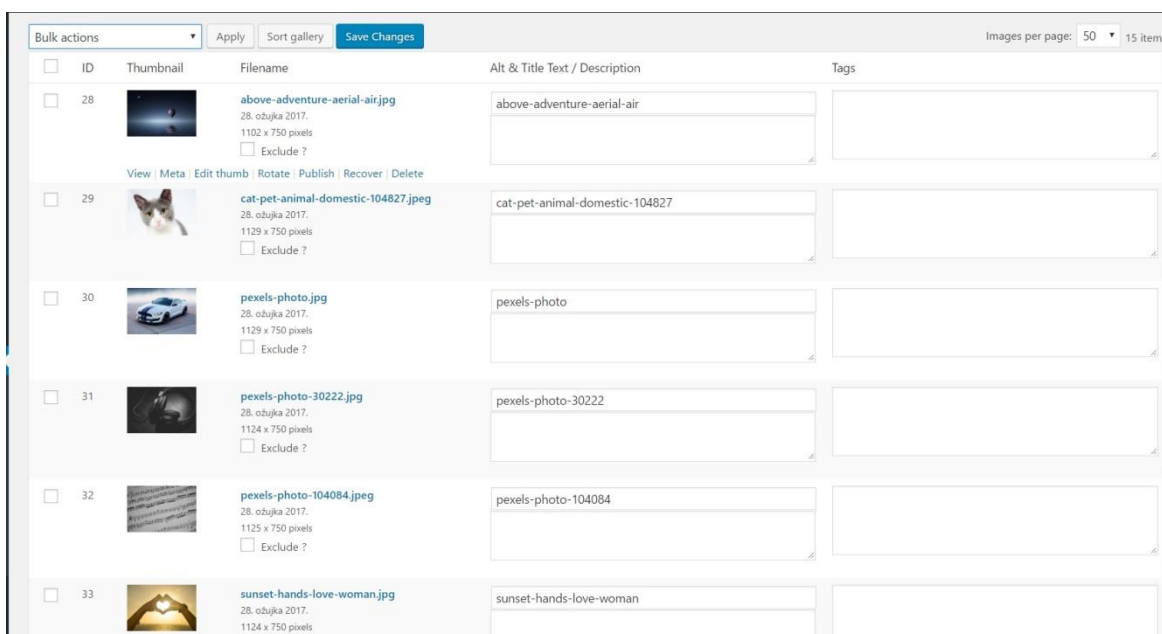 Bulk actions Apply Sort gallery Save Changes Images per page: 50 15 item
ID Thumbnail Filename Alt & Title Text / Description Tags
28 above-adventure-aerial-air.jpg above-adventure-aerial-air
28. ožujka 2017.
1102 x 750 pixels
Exclude ?
View | Meta | Edit thumb | Rotate | Publish | Recover | Delete
29 cat-pet-animal-domestic-104827.jpeg cat-pet-animal-domestic-104827
28. ožujka 2017.
1129 x 750 pixels
Exclude ?
30 pexels-photo.jpg pexels-photo
28. ožujka 2017.
1129 x 750 pixels
Exclude ?
31 pexels-photo-30222.jpg pexels-photo-30222
28. ožujka 2017.
1124 x 750 pixels
Exclude ?
32 pexels-photo-104084.jpeg pexels-photo-104084
28. ožujka 2017.
1125 x 750 pixels
Exclude ?
33 sunset-hands-love-woman.jpg sunset-hands-love-woman
28. ožujka 2017.
1124 x 750 pixels